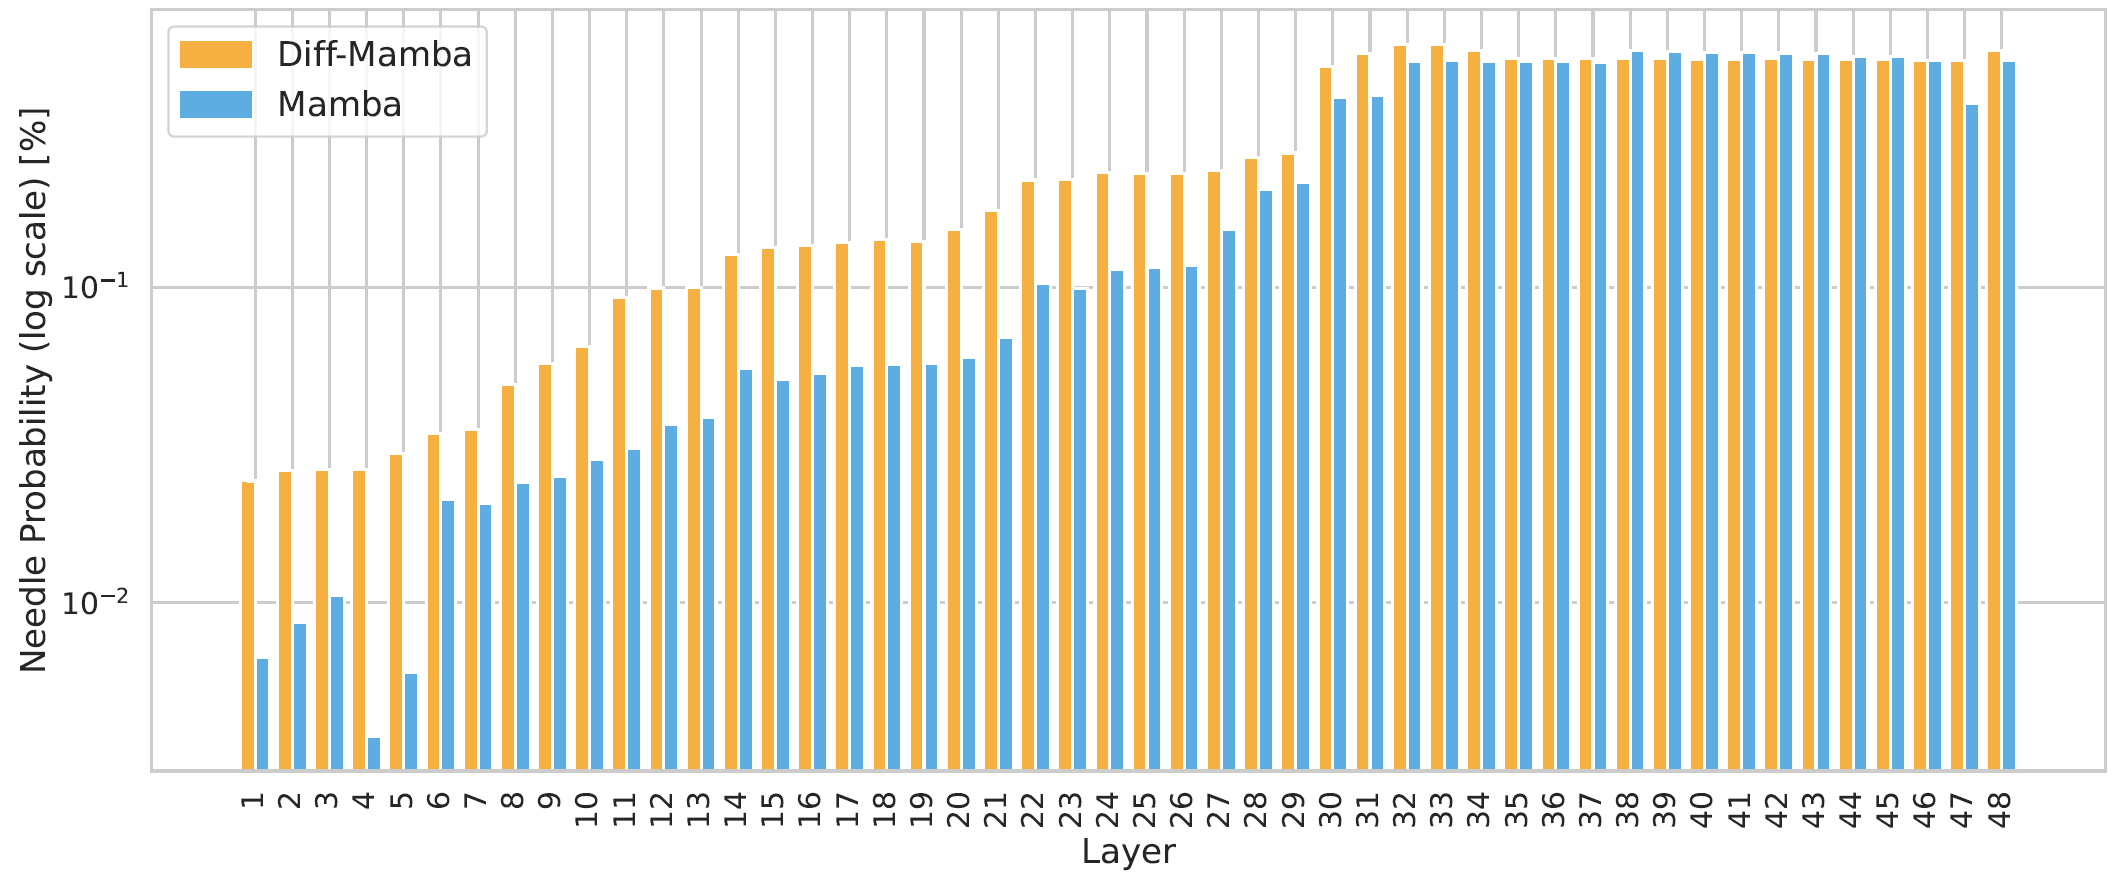 Diff-Mamba
Mamba
Needle Probability (log scale) [%]
10⁻¹
10⁻²
1 2 3 4 5 6 7 8 9 10 11 12 13 14 15 16 17 18 19 20 21 22 23 24 25 26 27 28 29 30 31 32 33 34 35 36 37 38 39 40 41 42 43 44 45 46 47 48
Layer